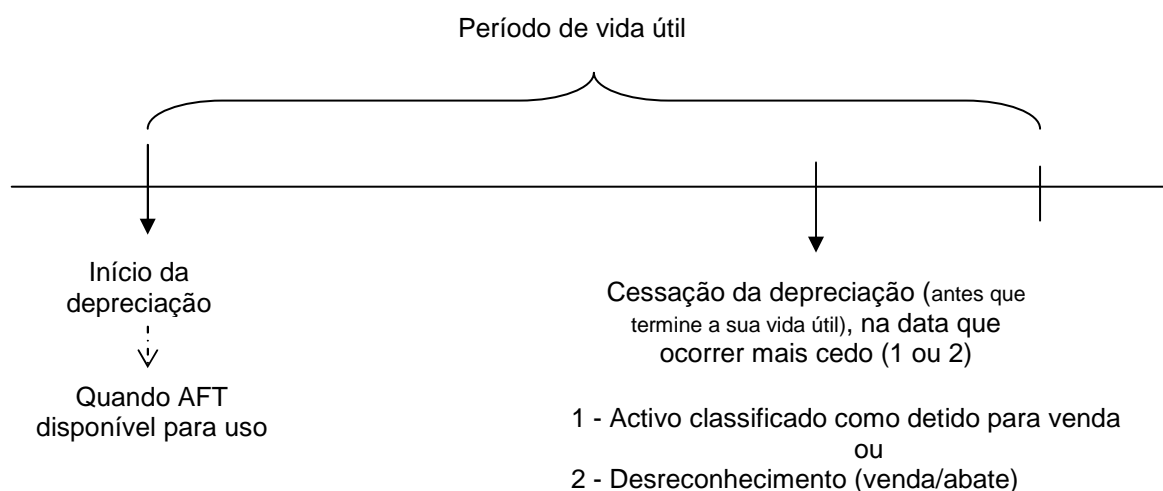 Período de vida útil
Início da
depreciação
Quando AFT
disponível para uso
Cessação da depreciação (antes que
termine a sua vida útil), na data que
ocorrer mais cedo (1 ou 2)
1 - Activo classificado como detido para venda
ou
2 - Desreconhecimento (venda/abate)